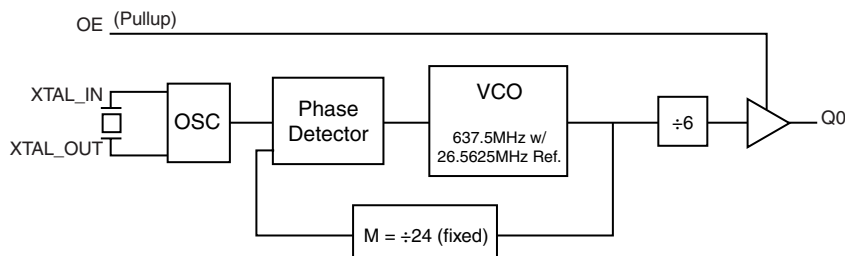 OE (Pullup)
XTAL_IN
XTAL_OUT
OSC
Phase
Detector
VCO
637.5MHz w/
26.5625MHz Ref.
÷6
Q0
M = ÷24 (fixed)